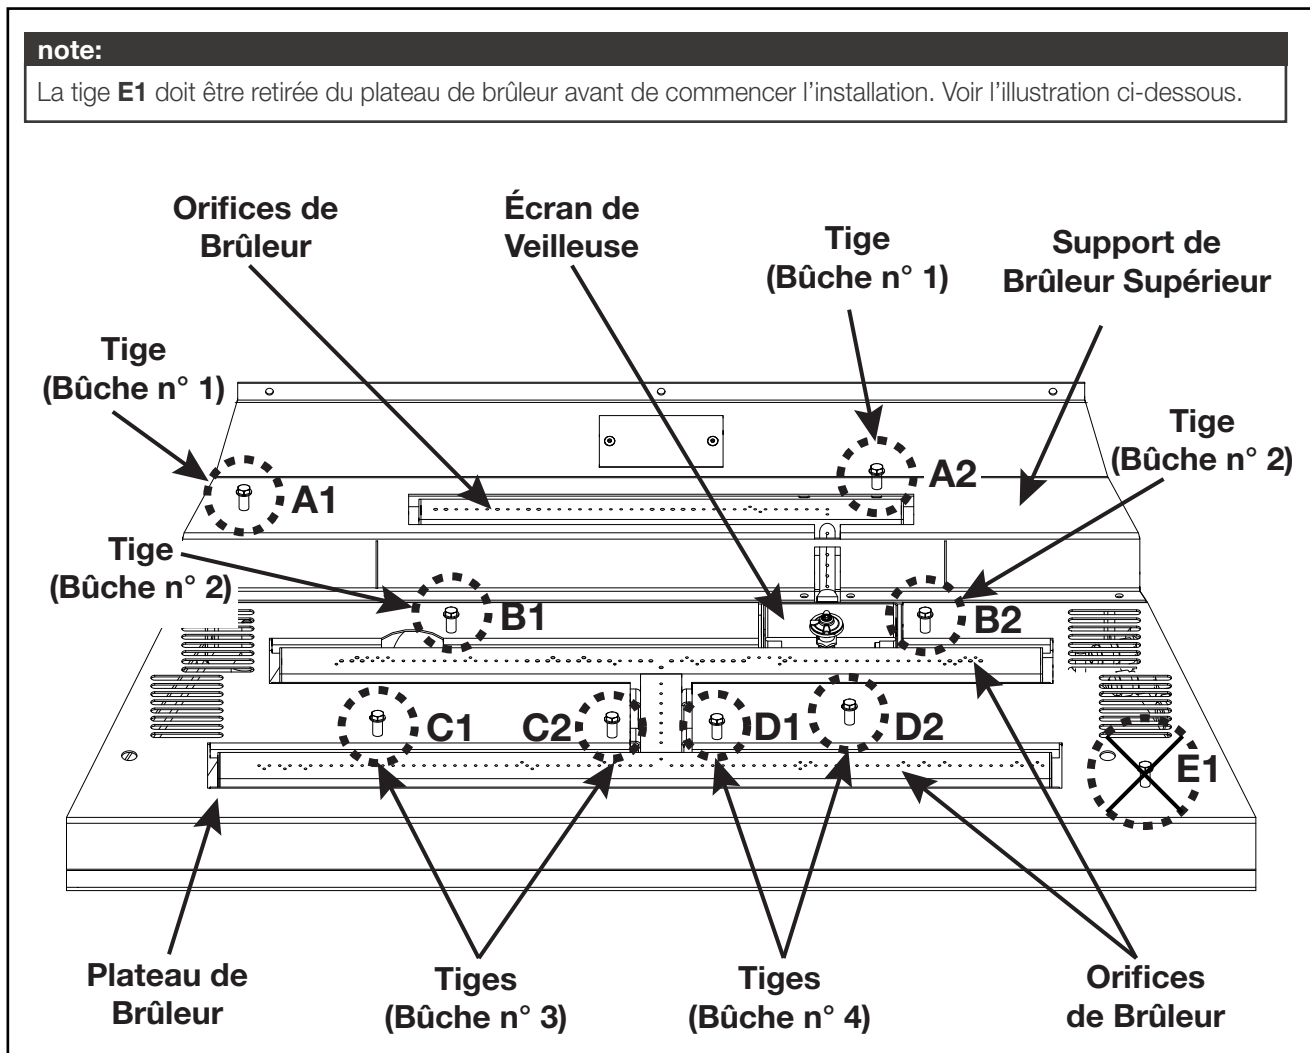 note:
La tige E1 doit être retirée du plateau de brûleur avant de commencer l'installation. Voir l'illustration ci-dessous.
Orifices de
Brûleur
Écran de
Veilleuse
Tige
(Bûche n° 1)
Support de
Brûleur Supérieur
Tige
(Bûche n° 1)
Tige
(Bûche n° 2)
A1
A2
Tige
(Bûche n° 2)
B1
B2
C1
C2
D1
D2
E1
Plateau de
Brûleur
Tiges
(Bûche n° 3)
Tiges
(Bûche n° 4)
Orifices
de Brûleur